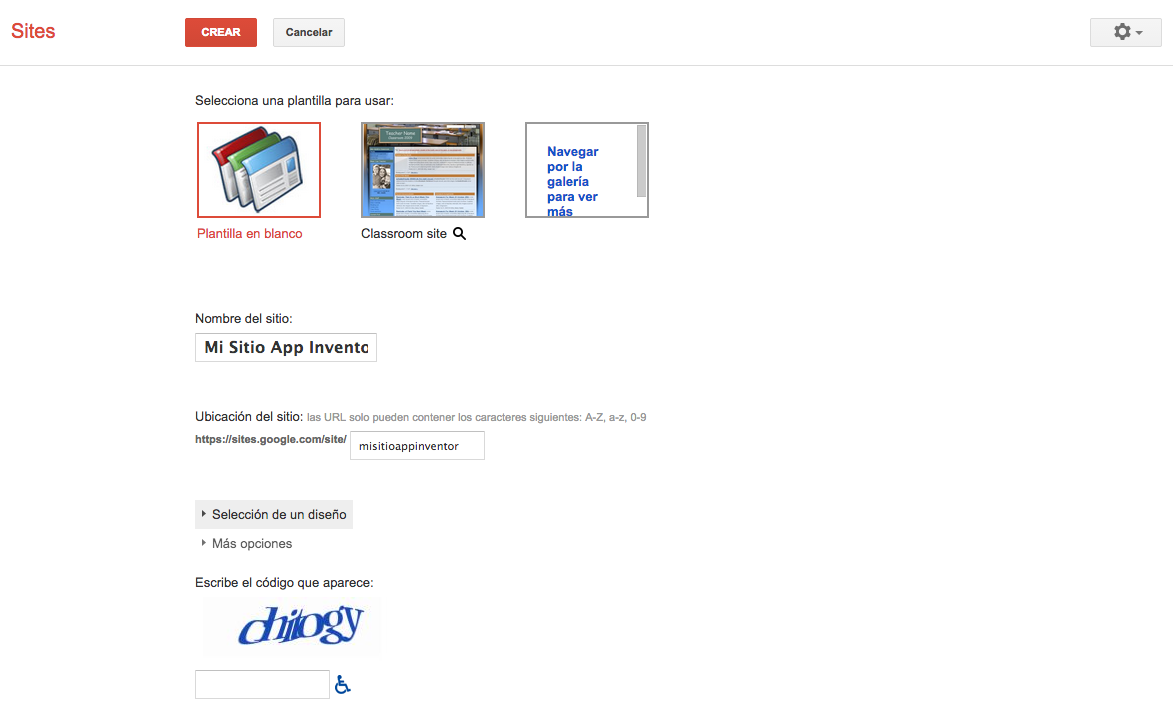 Sites
CREAR
Cancelar
Selecciona una plantilla para usar:
Teacher Name
Navegar
por la
galería
para ver
más
Plantilla en blanco
Classroom site
Nombre del sitio:
Mi Sitio App Invento
Ubicación del sitio: las URL solo pueden contener los caracteres siguientes: A-Z, a-z, 0-9
https://sites.google.com/site/ misitioappinventor
Selección de un diseño
Más opciones
Escribe el código que aparece: